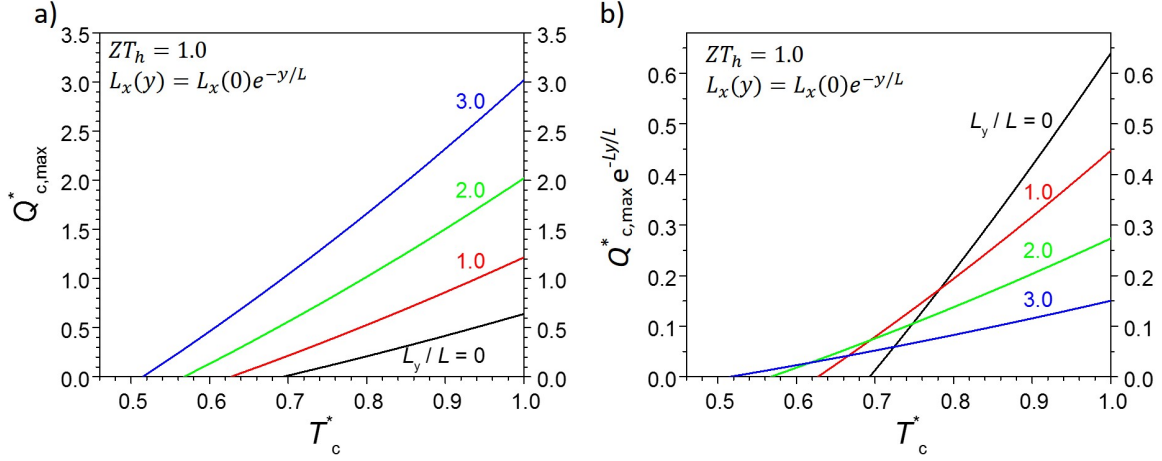 a)
ZT_h = 1.0
L_x(y) = L_x(0)e^{-y/L}
3.0
2.0
1.0
L_y / L = 0
Q^*_{c,max}
3.5
3.0
2.5
2.0
1.5
1.0
0.5
0.0
3.5
3.0
2.5
2.0
1.5
1.0
0.5
0.0
0.5 0.6 0.7 0.8 0.9 1.0
T^*_c
b)
ZT_h = 1.0
L_x(y) = L_x(0)e^{-y/L}
L_y / L = 0
1.0
2.0
3.0
Q^*_{c,max} e^{-Ly/L}
0.6
0.5
0.4
0.3
0.2
0.1
0.0
0.6
0.5
0.4
0.3
0.2
0.1
0.0
0.5 0.6 0.7 0.8 0.9 1.0
T^*_c